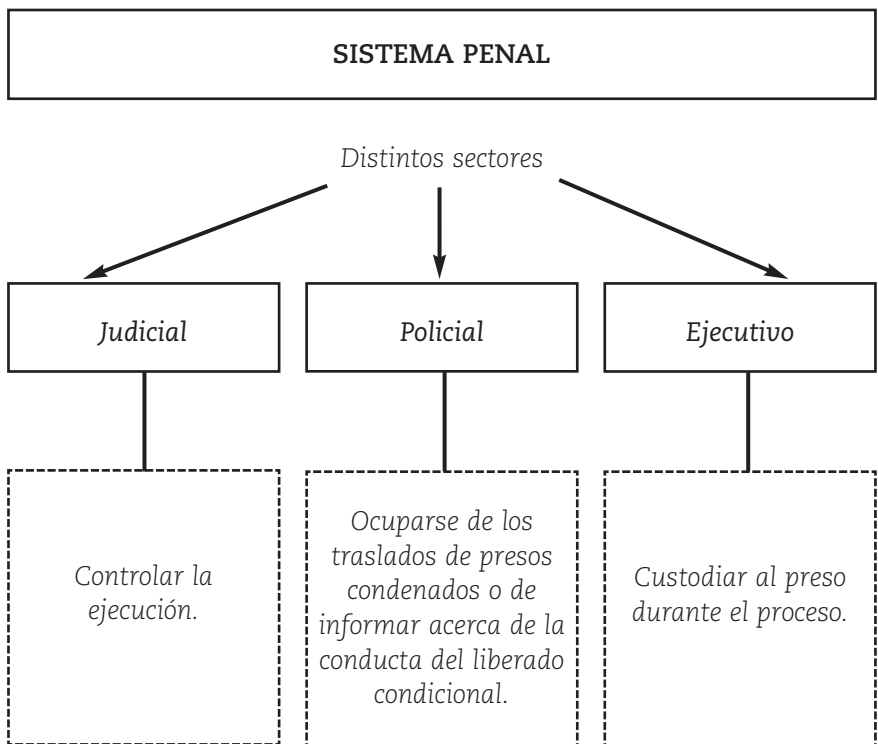 SISTEMA PENAL
Distintos sectores
Judicial
Policial
Ejecutivo
Controlar la
ejecución.
Ocuparse de los
traslados de presos
condenados o de
informar acerca de la
conducta del liberado
condicional.
Custodiar al preso
durante el proceso.